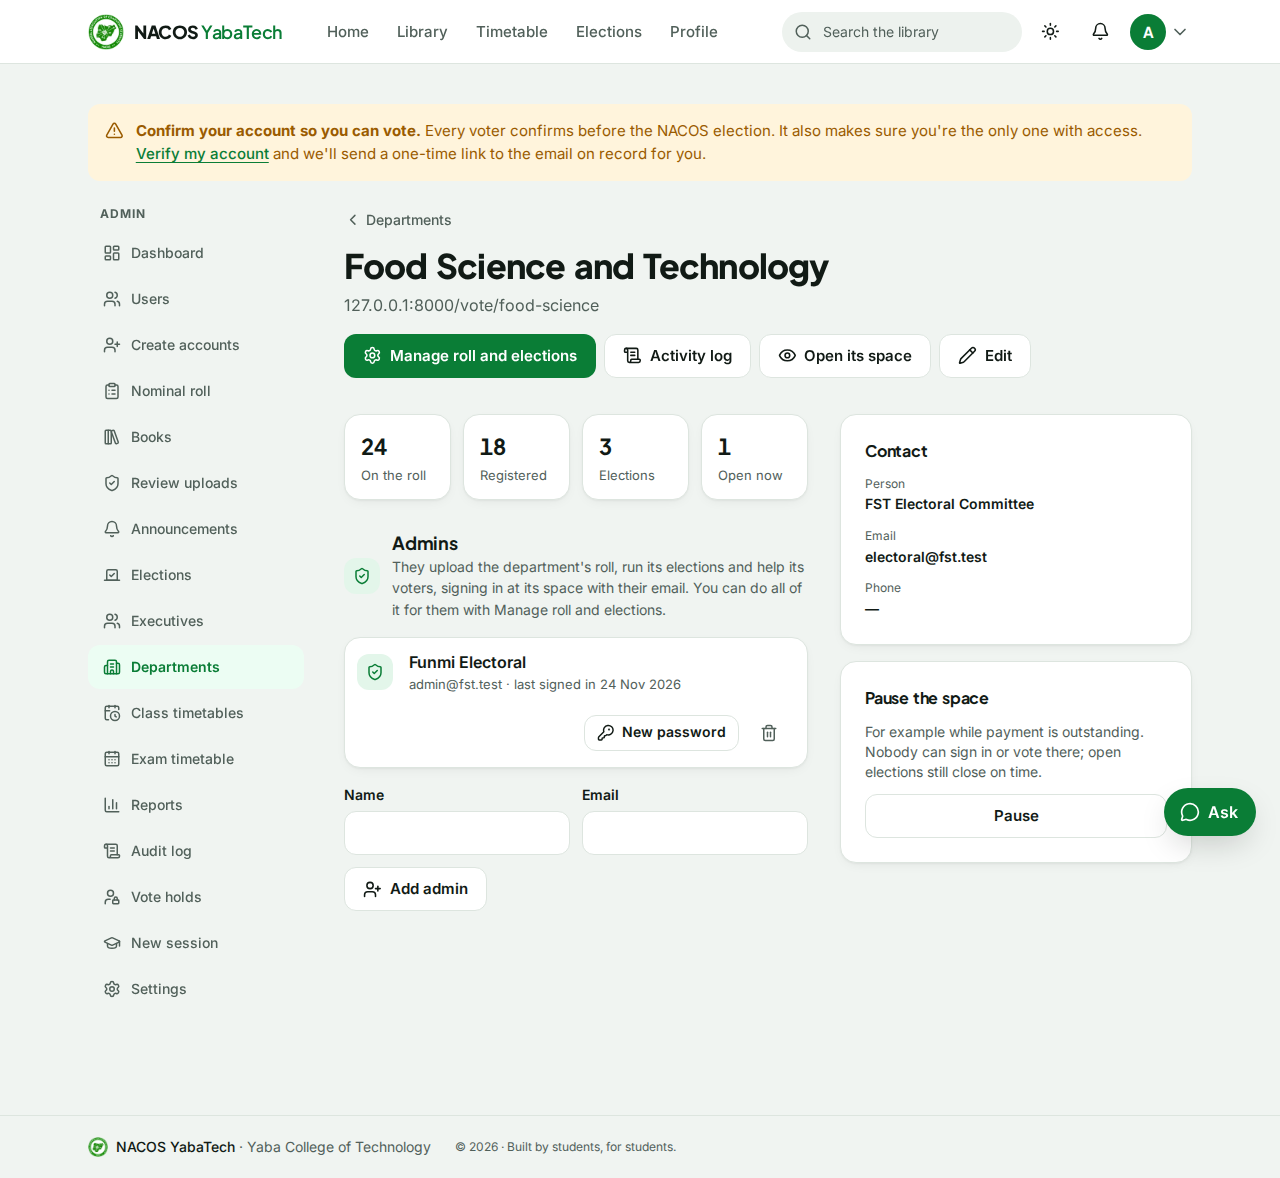 NACOS YabaTech
Home
Library
Timetable
Elections
Profile
Search the library
A
Confirm your account so you can vote. Every voter confirms before the NACOS election. It also makes sure you're the only one with access.
Verify my account and we'll send a one-time link to the email on record for you.
ADMIN
Dashboard
Users
Create accounts
Nominal roll
Books
Review uploads
Announcements
Elections
Executives
Departments
Class timetables
Exam timetable
Reports
Audit log
Vote holds
New session
Settings
Departments
Food Science and Technology
127.0.0.1:8000/vote/food-science
Manage roll and elections
Activity log
Open its space
Edit
24
On the roll
18
Registered
3
Elections
1
Open now
Admins
They upload the department's roll, run its elections and help its
voters, signing in at its space with their email. You can do all of
it for them with Manage roll and elections.
Funmi Electoral
admin@fst.test · last signed in 24 Nov 2026
New password
Name
Email
Add admin
Contact
Person
FST Electoral Committee
Email
electoral@fst.test
Phone
—
Pause the space
For example while payment is outstanding.
Nobody can sign in or vote there; open
elections still close on time.
Pause
Ask
NACOS YabaTech · Yaba College of Technology
© 2026 · Built by students, for students.